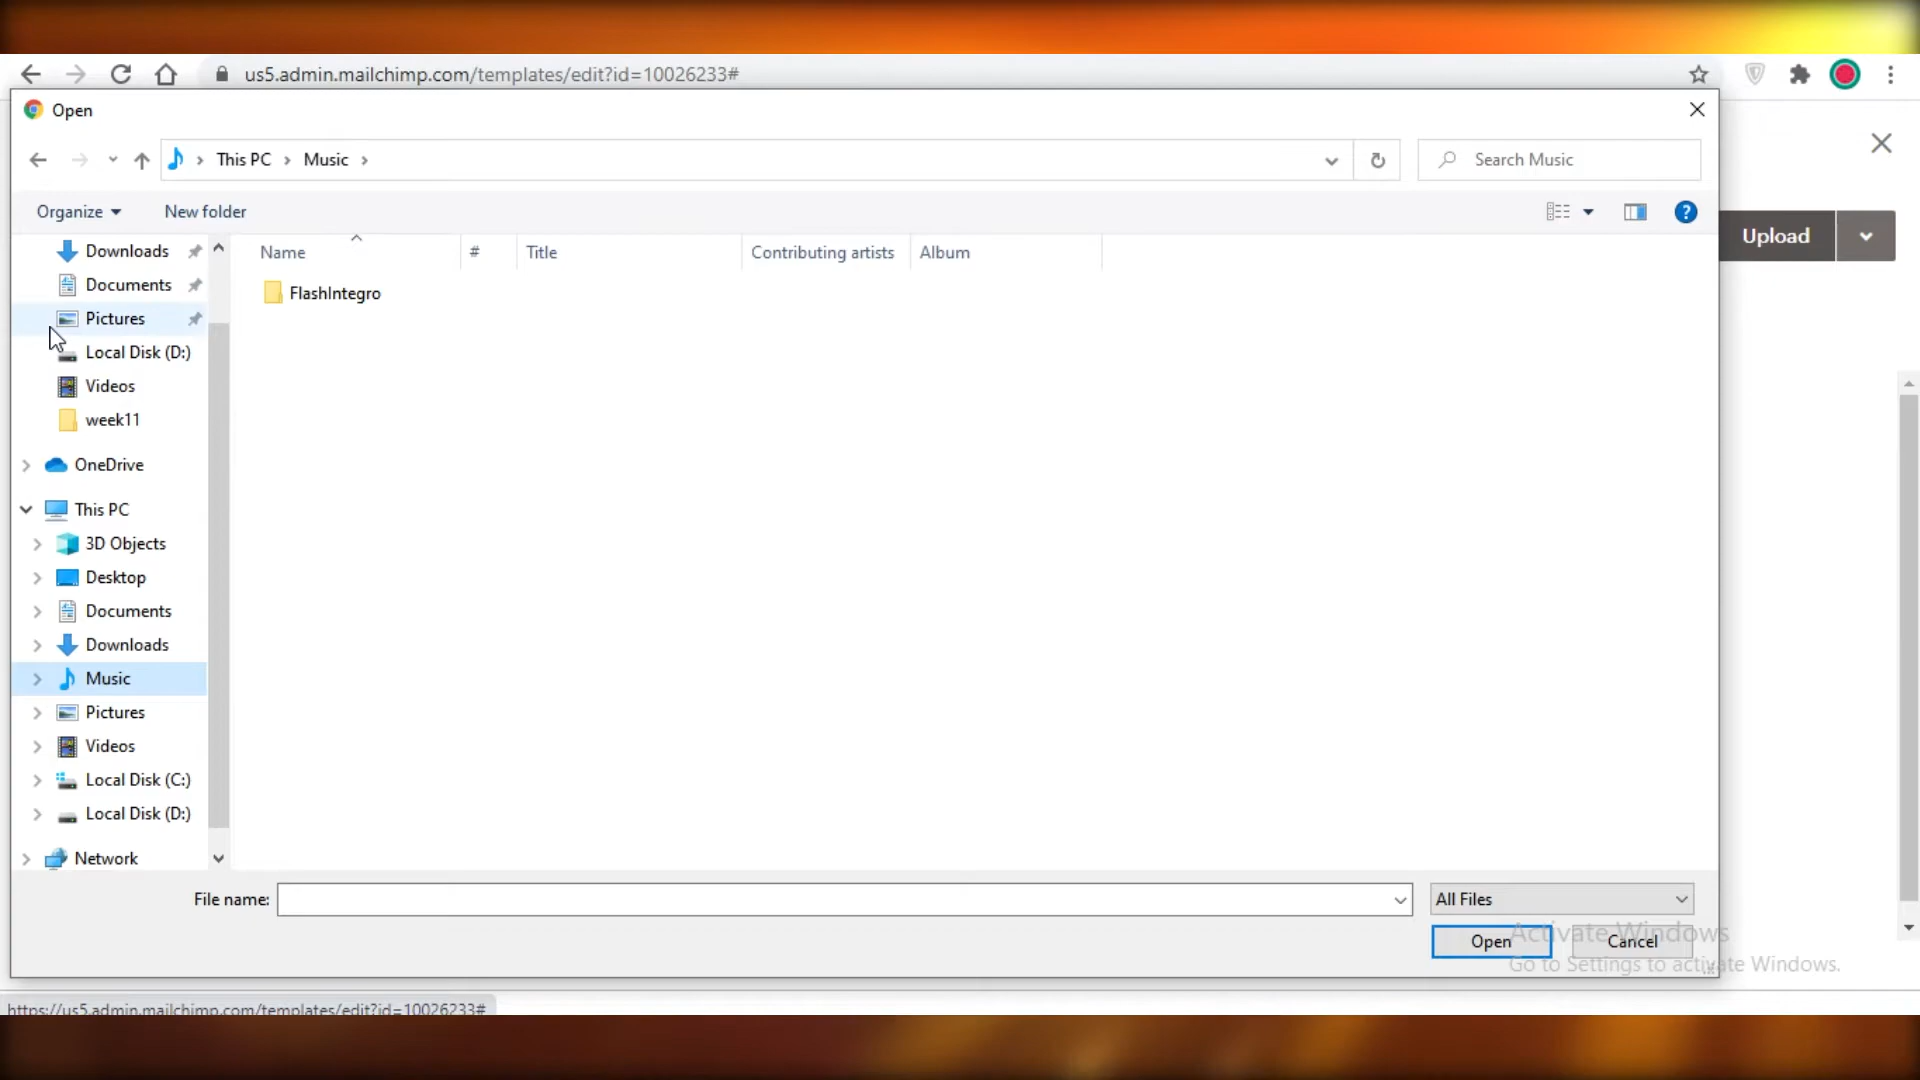 us5.admin.mailchimp.com/templates/edit?id=10026233#
Open
This PC
Music
Search Music
Organize
New folder
Upload
Downloads
Documents
Pictures
Local Disk (D:)
Videos
week11
OneDrive
This PC
3D Objects
Desktop
Documents
Downloads
Music
Pictures
Videos
Local Disk (C:)
Local Disk (D:)
Network
Name
#
Title
Contributing artists
Album
FlashIntegro
File name:
All Files
Open
Cancel
Activate Windows
Go to Settings to activate Windows.
https://us5.admin.mailchimp.com/templates/edit?id=10026233#